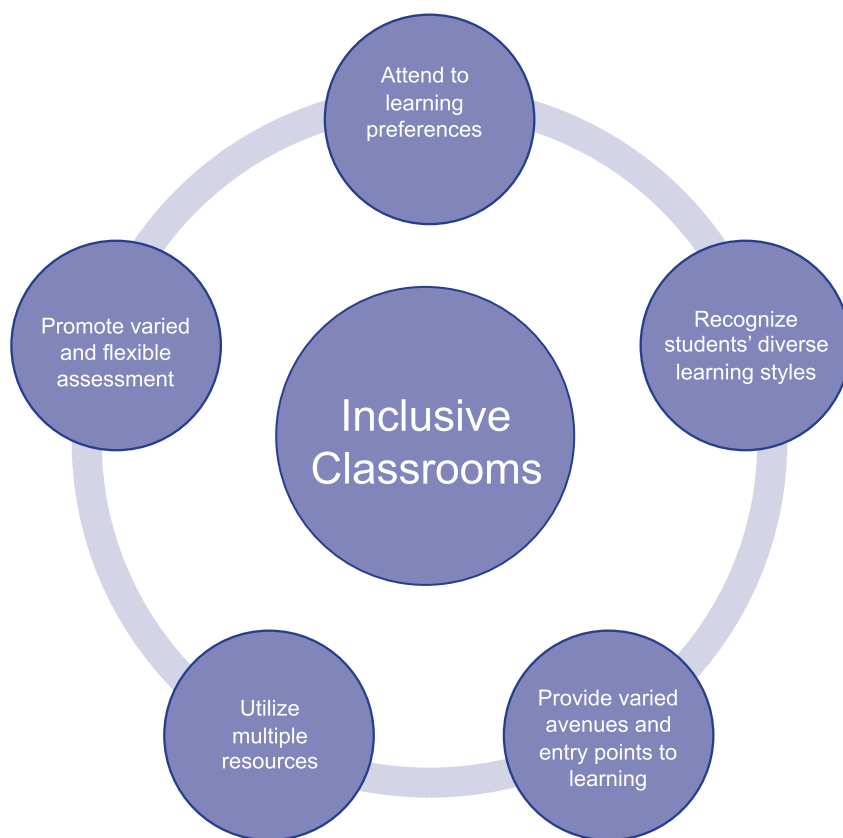 Attend to
learning
preferences
Recognize
students’ diverse
learning styles
Provide varied
avenues and
entry points to
learning
Utilize
multiple
resources
Promote varied
and flexible
assessment
Inclusive
Classrooms